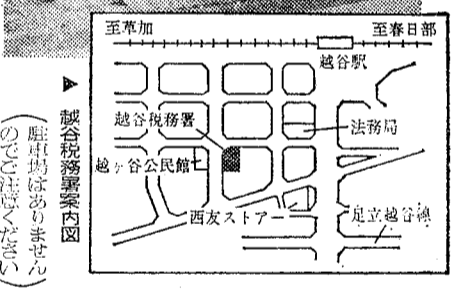 至草加
至春日部
越谷駅
越谷税務署
法務局
越ヶ谷公民館
西友ストアー
足立越谷線
▲ 越谷税務署案内図
(駐車場はありません
のでご注意ください)